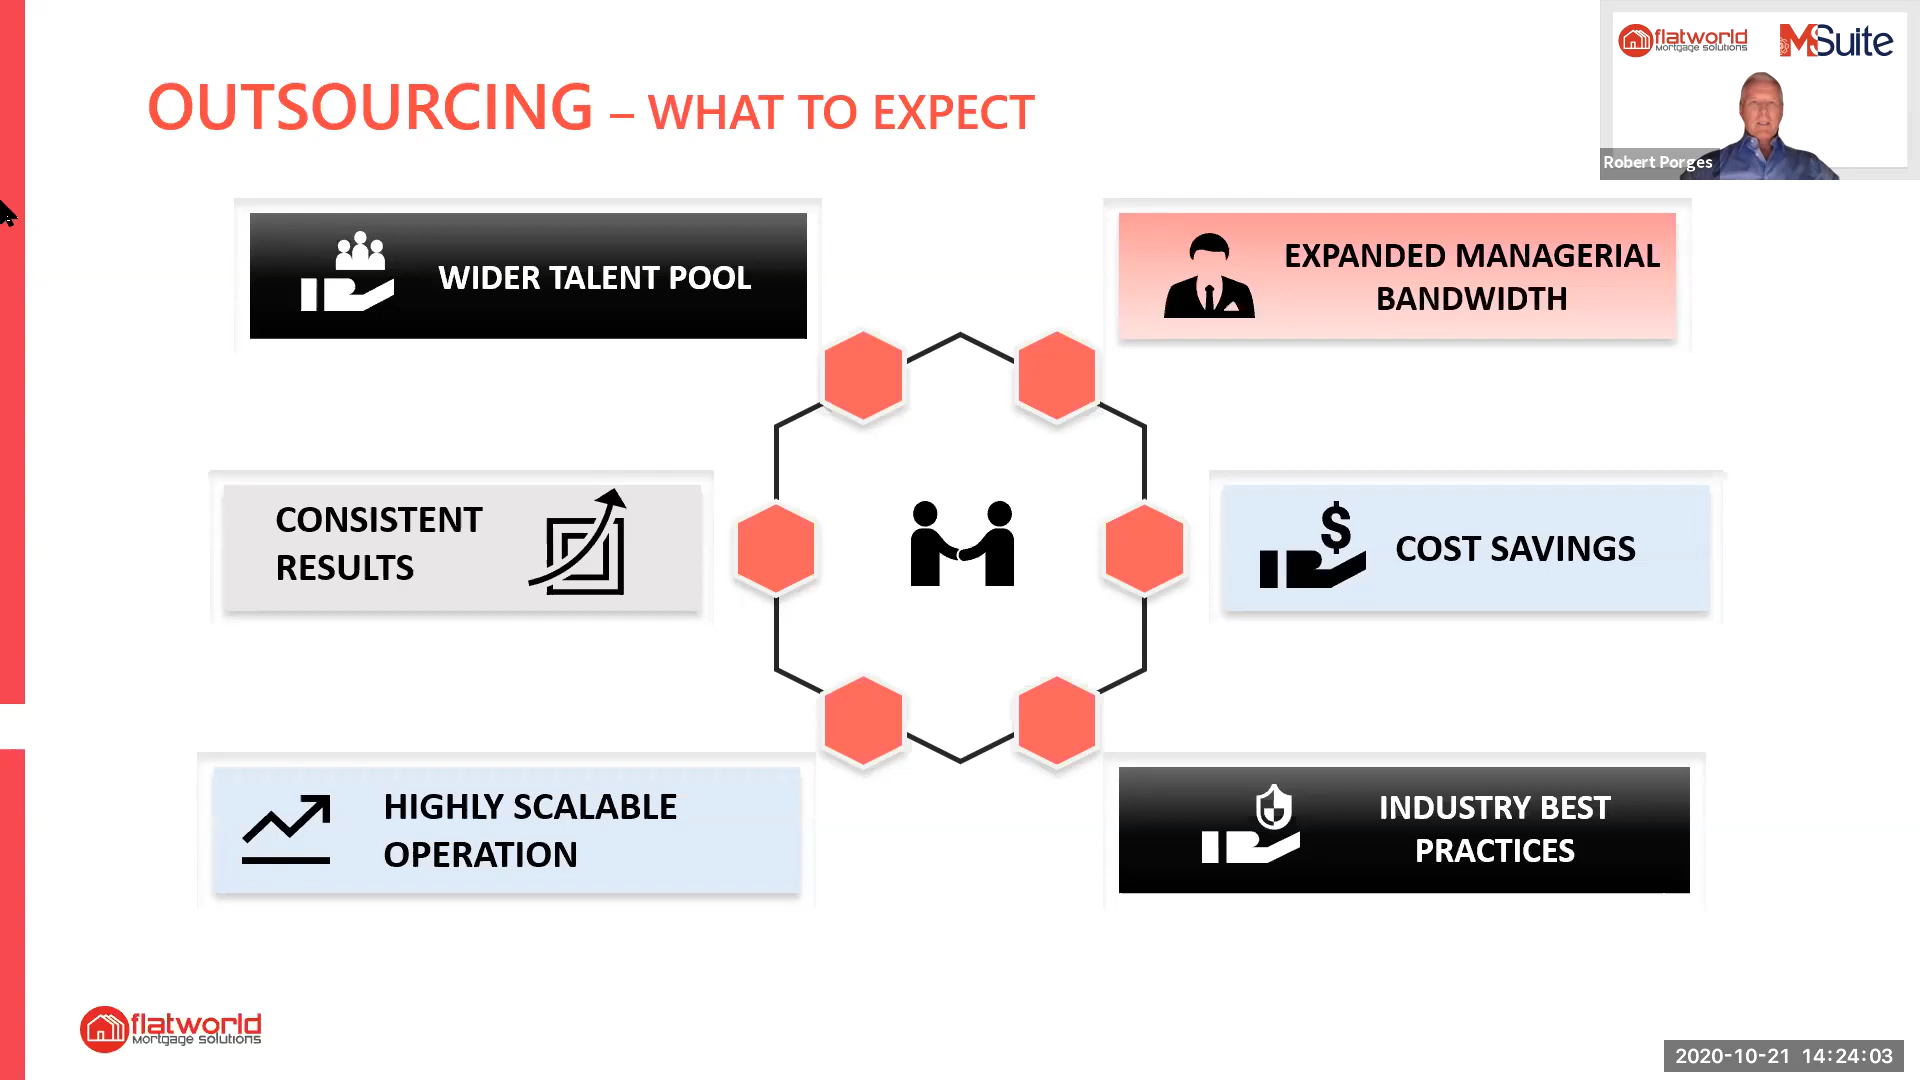 flatworld
Mortgage Solutions
MSuite
Robert Porges
OUTSOURCING – WHAT TO EXPECT
WIDER TALENT POOL
EXPANDED MANAGERIAL
BANDWIDTH
CONSISTENT
RESULTS
$
COST SAVINGS
HIGHLY SCALABLE
OPERATION
INDUSTRY BEST
PRACTICES
flatworld
Mortgage Solutions
2020-10-21 14:24:03